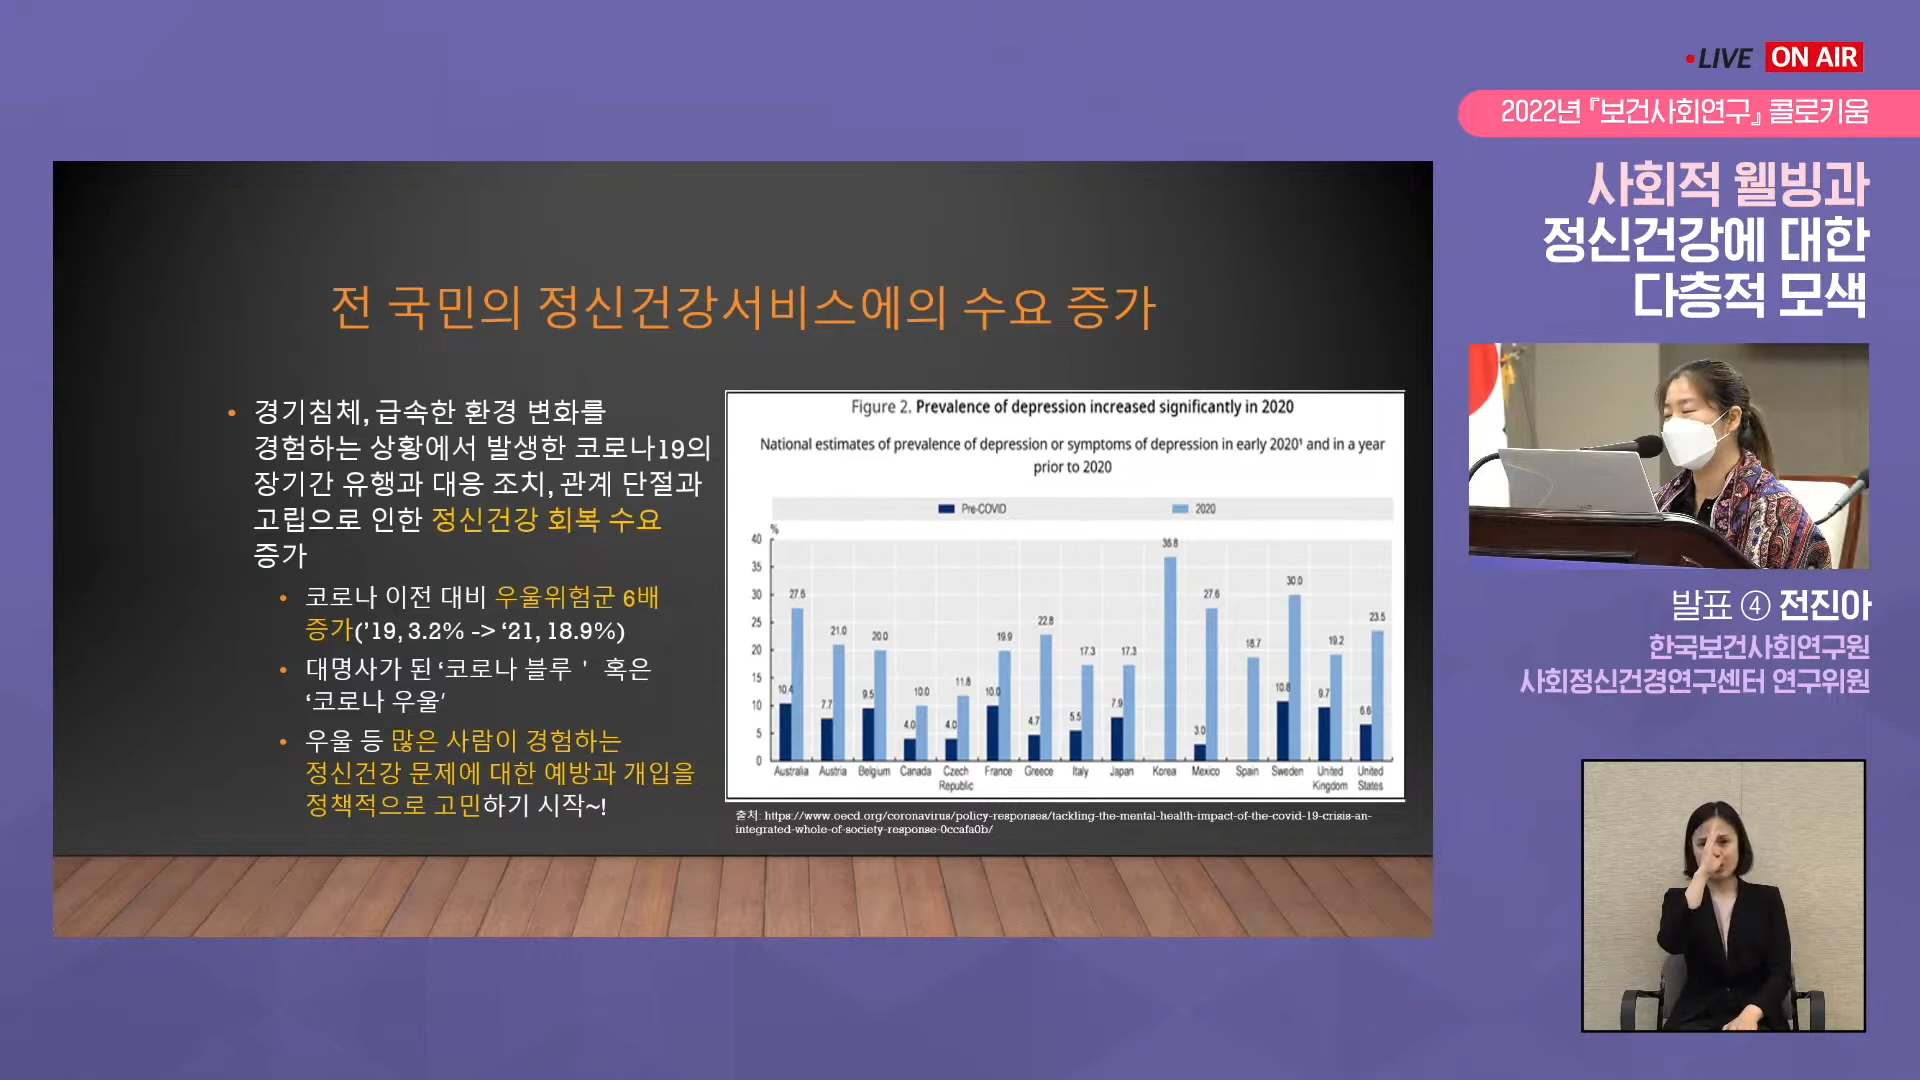 LIVE ON AIR
2022년 『보건사회연구』 콜로키움
사회적 웰빙과
정신건강에 대한
다층적 모색
발표 ④ 전진아
한국보건사회연구원
사회정신건경연구센터 연구위원
전 국민의 정신건강서비스에의 수요 증가
• 경기침체, 급속한 환경 변화를
경험하는 상황에서 발생한 코로나19의
장기간 유행과 대응 조치, 관계 단절과
고립으로 인한 정신건강 회복 수요
증가
• 코로나 이전 대비 우울위험군 6배
증가(’19, 3.2% -> ‘21, 18.9%)
• 대명사가 된 ‘코로나 블루＇ 혹은
‘코로나 우울’
• 우울 등 많은 사람이 경험하는
정신건강 문제에 대한 예방과 개입을
정책적으로 고민하기 시작~!
Figure 2. Prevalence of depression increased significantly in 2020
National estimates of prevalence of depression or symptoms of depression in early 2020¹ and in a year
prior to 2020
Pre-COVID 2020
%
40
35
30
25
20
15
10
5
0
10.4 27.6
7.7 21.0
9.5 20.0
4.0 10.0
4.0 11.8
10.0 19.9
4.7 22.8
5.5 17.3
7.9 17.3
36.8
3.0 27.6
18.7
10.8 30.0
9.7 19.2
6.6 23.5
Australia Austria Belgium Canada Czech France Greece Italy Japan Korea Mexico Spain Sweden United United
Republic Kingdom States
출처: https://www.oecd.org/coronavirus/policy-responses/tackling-the-mental-health-impact-of-the-covid-19-crisis-an-
integrated-whole-of-society-response-0ccafa0b/